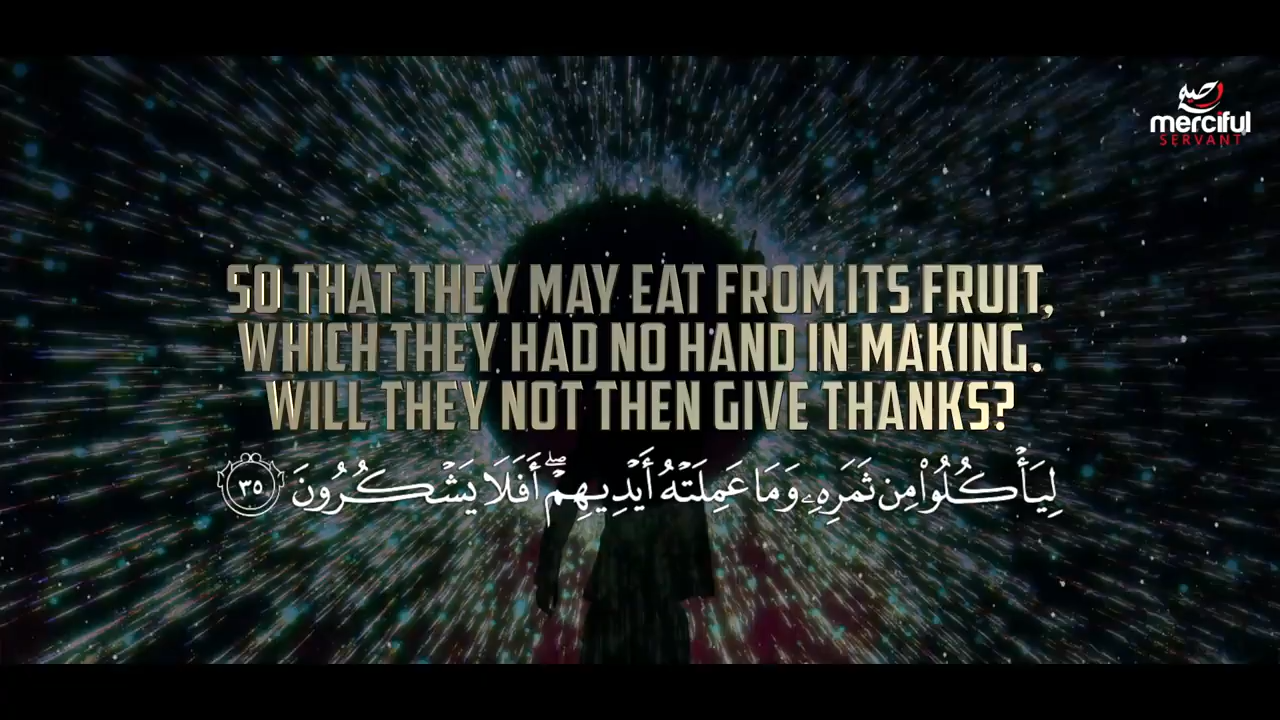 merciful
SERVANT
SO THAT THEY MAY EAT FROM ITS FRUIT,
WHICH THEY HAD NO HAND IN MAKING.
WILL THEY NOT THEN GIVE THANKS?
لِيَأْكُلُوا۟ مِن ثَمَرِهِۦ وَمَا عَمِلَتْهُ أَيْدِيهِمْ ۖ أَفَلَا يَشْكُرُونَ ٣٥